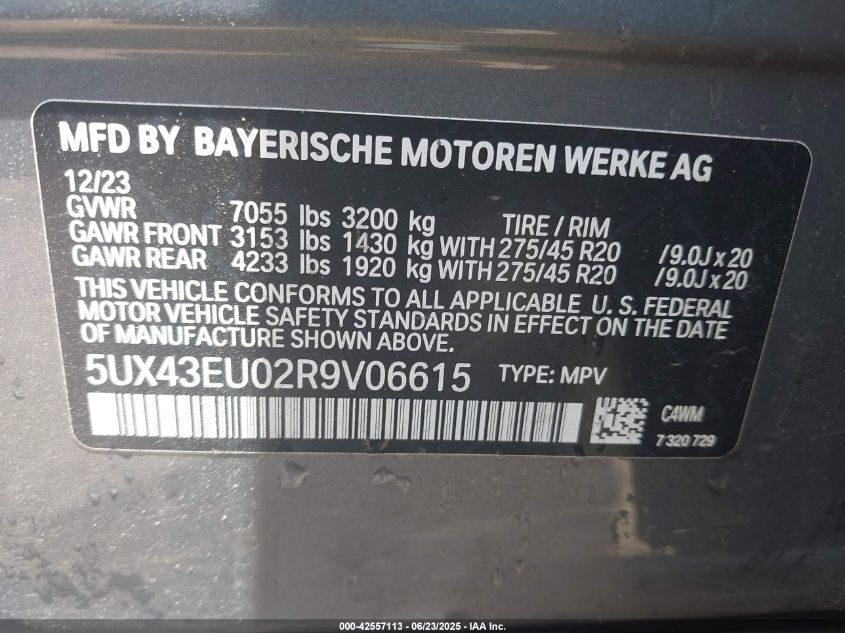 MFD BY BAYERISCHE MOTOREN WERKE AG
12/23
GVWR 7055 lbs 3200 kg TIRE / RIM
GAWR FRONT 3153 lbs 1430 kg WITH 275/45 R20 /9.0J x 20
GAWR REAR 4233 lbs 1920 kg WITH 275/45 R20 /9.0J x 20
THIS VEHICLE CONFORMS TO ALL APPLICABLE U. S. FEDERAL
MOTOR VEHICLE SAFETY STANDARDS IN EFFECT ON THE DATE
OF MANUFACTURE SHOWN ABOVE.
5UX43EU02R9V06615 TYPE: MPV
C4WM
7 320 729
000-42557113 - 06/23/2025 - IAA Inc.